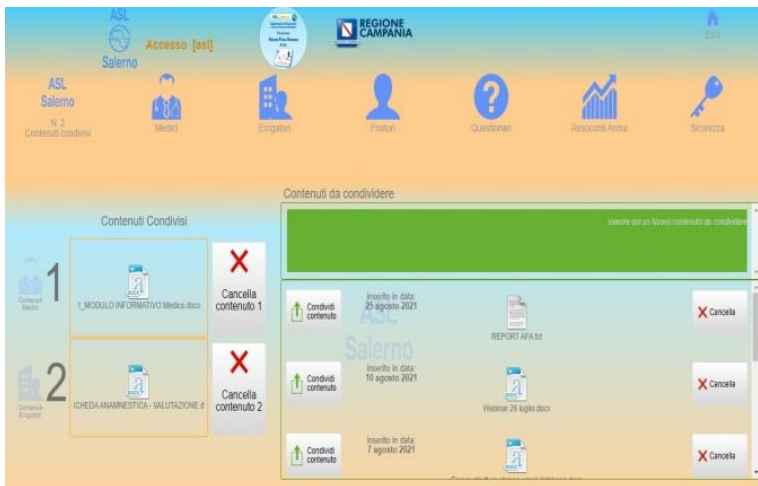 ASL
Salerno
Accesso [asl]
REGIONE
CAMPANIA
Exit
ASL
Salerno
N. 2
Contenuti condivisi
Medici
Erogatori
Fruitori
Questionari
Resoconti Annui
Sicurezza
Contenuti da condividere
Inserire qui un Nuovo contenuto da condividere
Contenuti Condivisi
Contenuti
Medici
1
1_MODULO INFORMATIVO Medico.docx
Cancella
contenuto 1
Contenuti
Erogatori
2
ICHEDA ANAMNESTICA - VALUTAZIONE.d
Cancella
contenuto 2
ASL
Salerno
Condividi
contenuto
Inserito in data:
25 agosto 2021
REPORT AFA.txt
Cancella
Condividi
contenuto
Inserito in data:
10 agosto 2021
Webinar 26 luglio.docx
Cancella
Condividi
contenuto
Inserito in data:
7 agosto 2021
Cancella